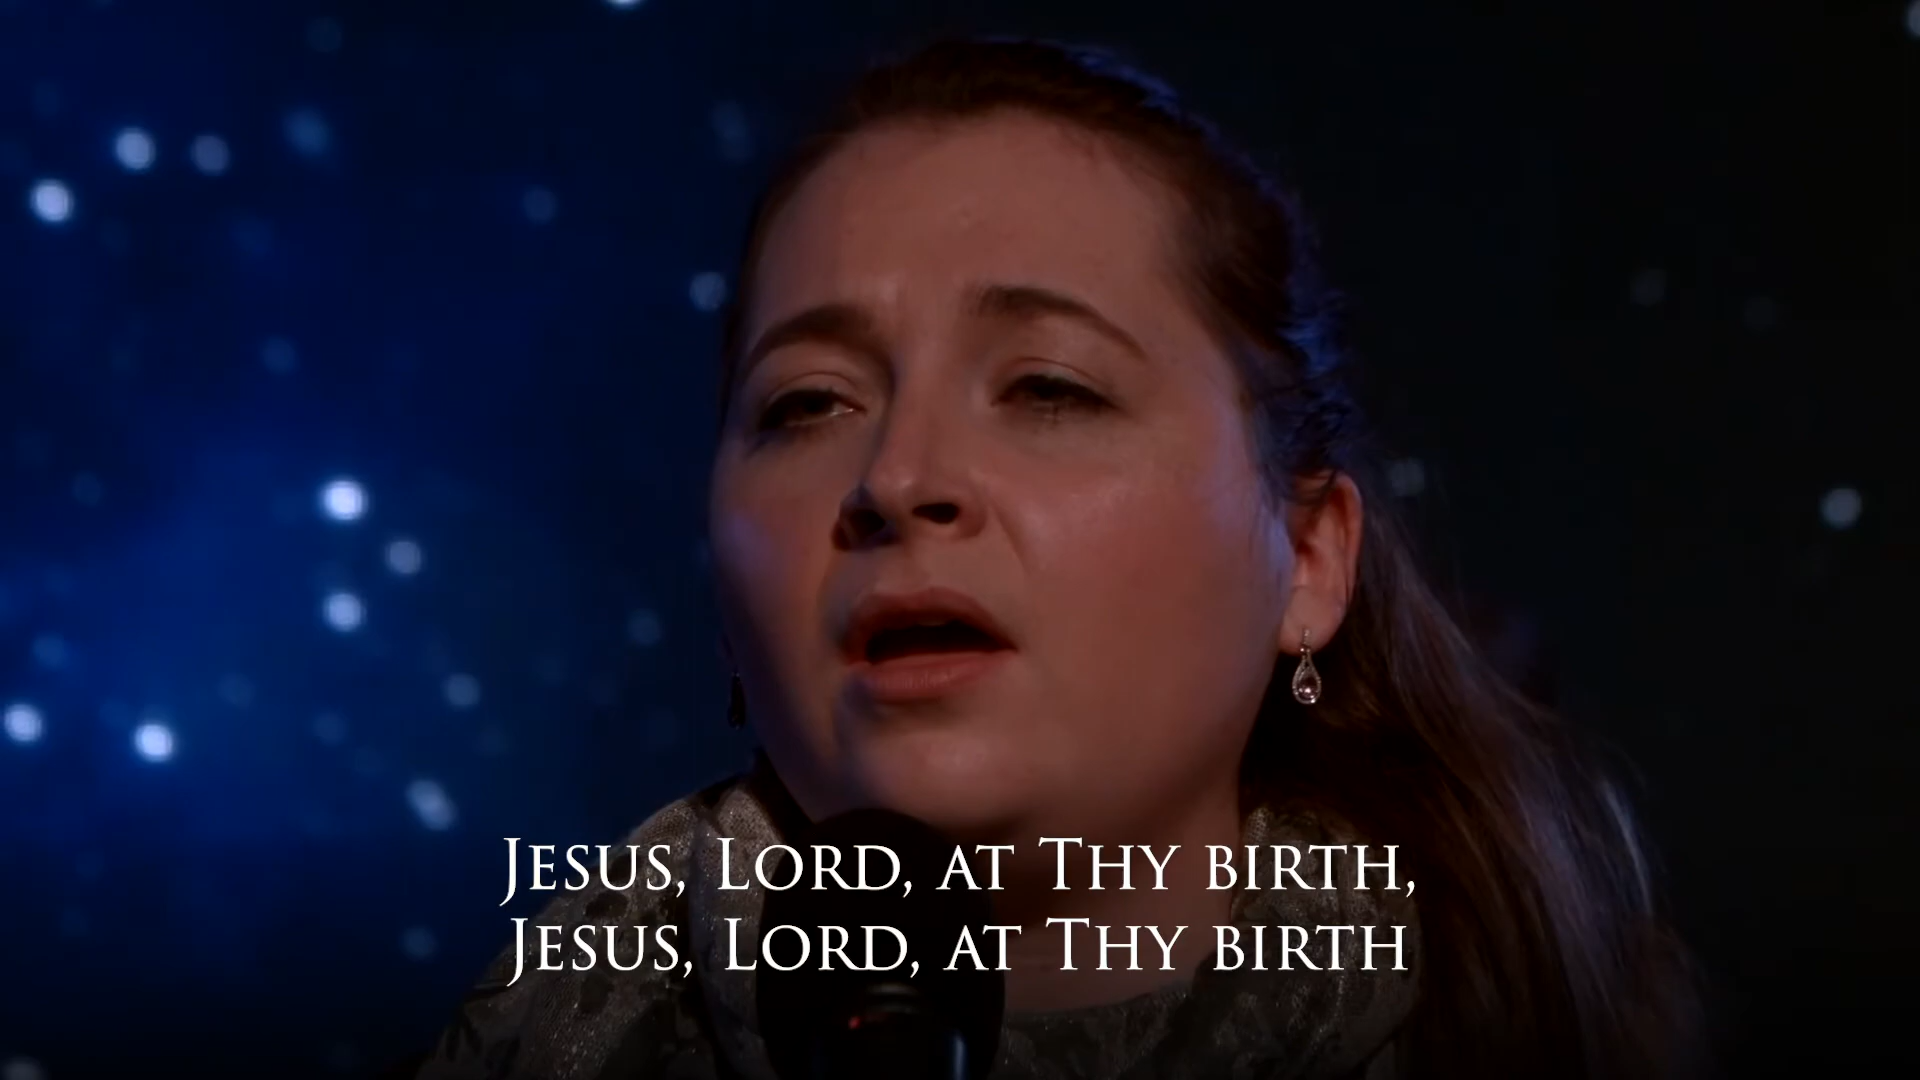 Jesus, Lord, at Thy birth,
Jesus, Lord, at Thy birth